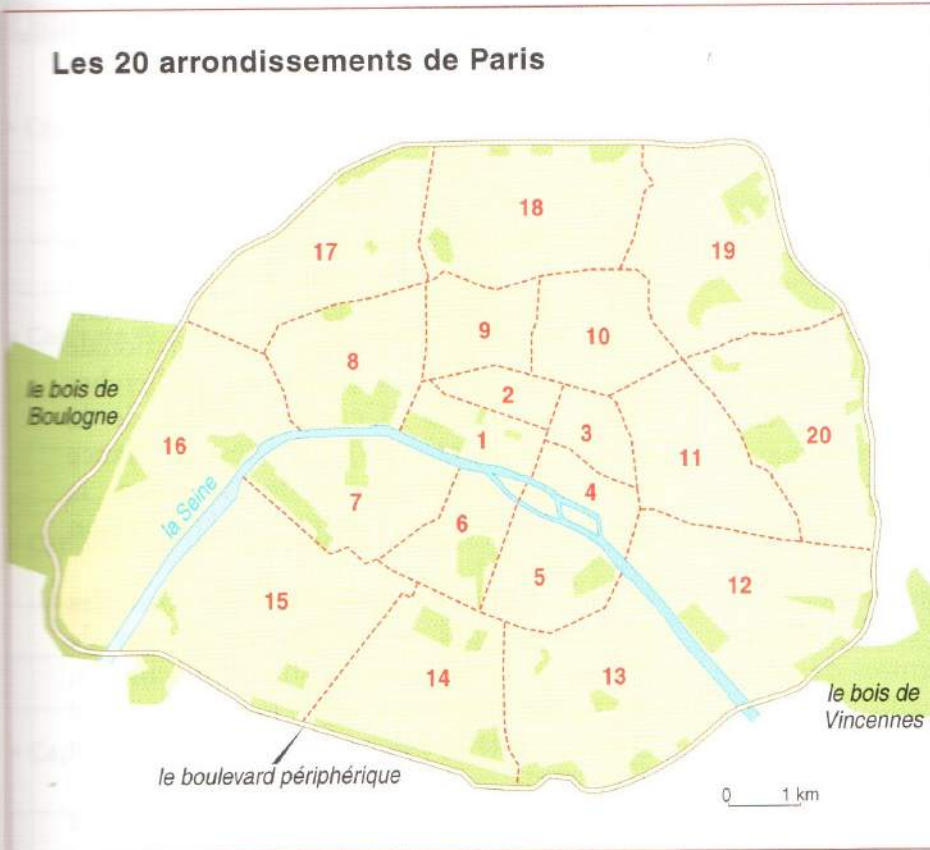 Les 20 arrondissements de Paris
18
17
19
9
10
8
le bois de
Boulogne
2
1
3
16
11
20
la Seine
7
4
6
5
12
15
14
13
le bois de
Vincennes
le boulevard périphérique
0 1 km